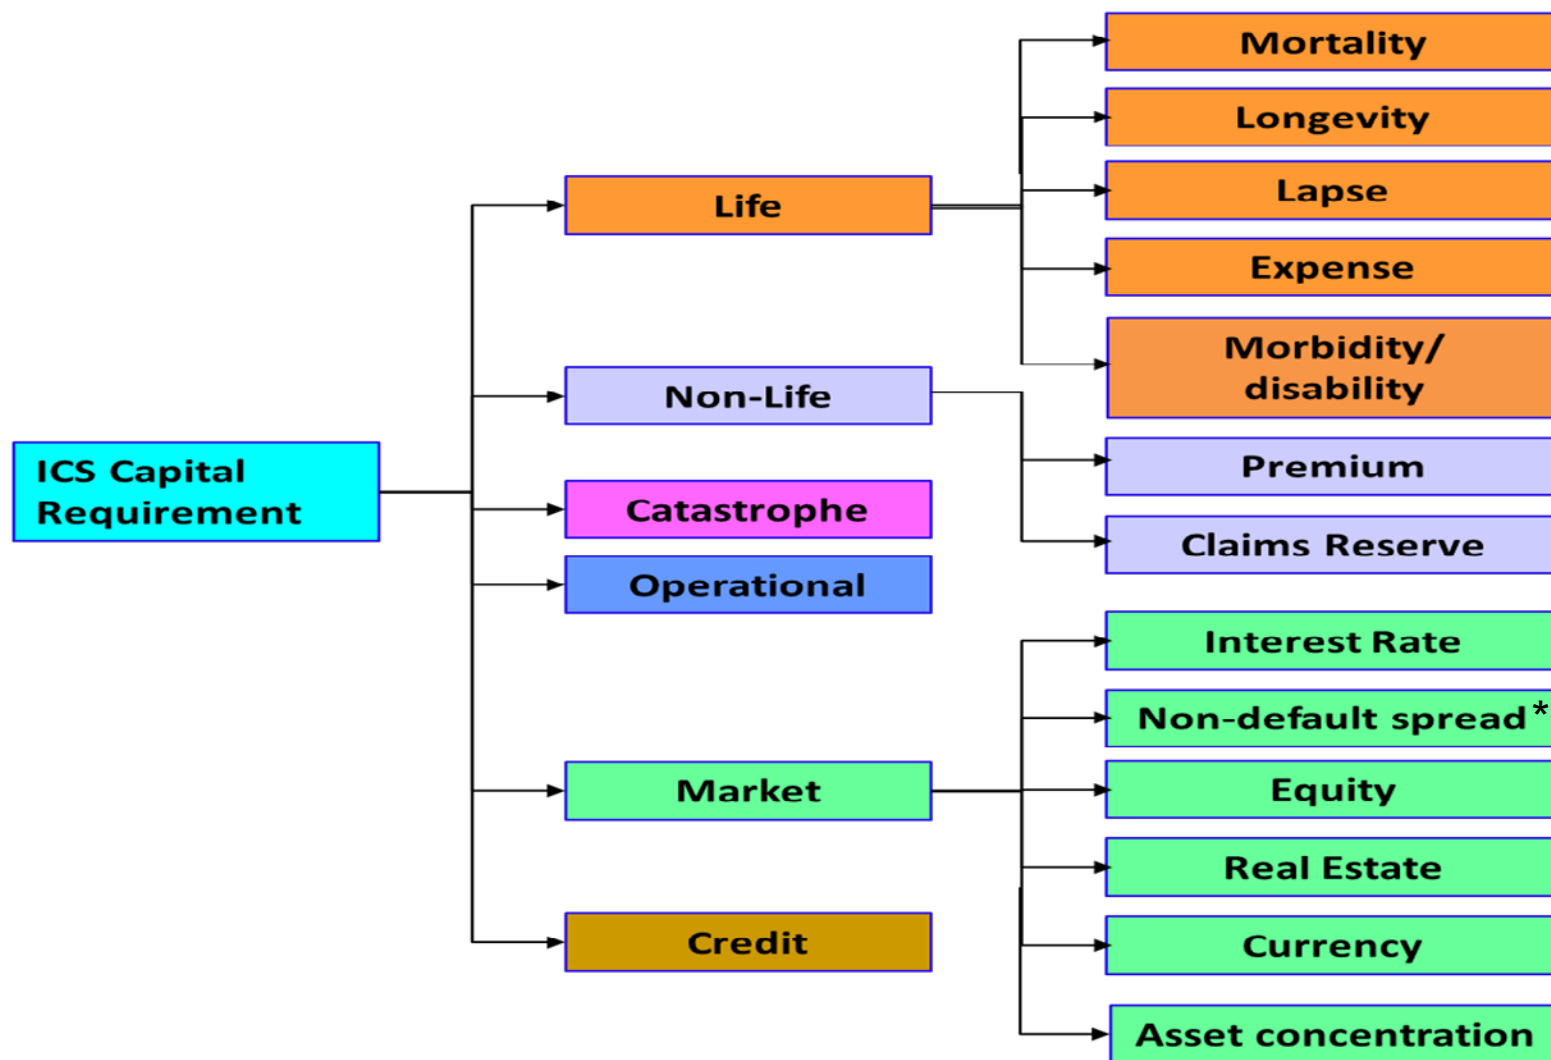 ICS Capital
Requirement
Life
Non-Life
Catastrophe
Operational
Market
Credit
Mortality
Longevity
Lapse
Expense
Morbidity/
disability
Premium
Claims Reserve
Interest Rate
Non-default spread*
Equity
Real Estate
Currency
Asset concentration